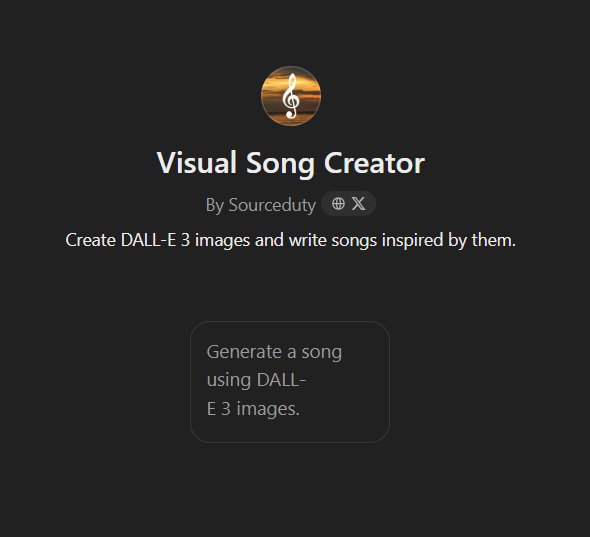 Visual Song Creator
By Sourceduty
Create DALL-E 3 images and write songs inspired by them.
Generate a song
using DALL-
E 3 images.